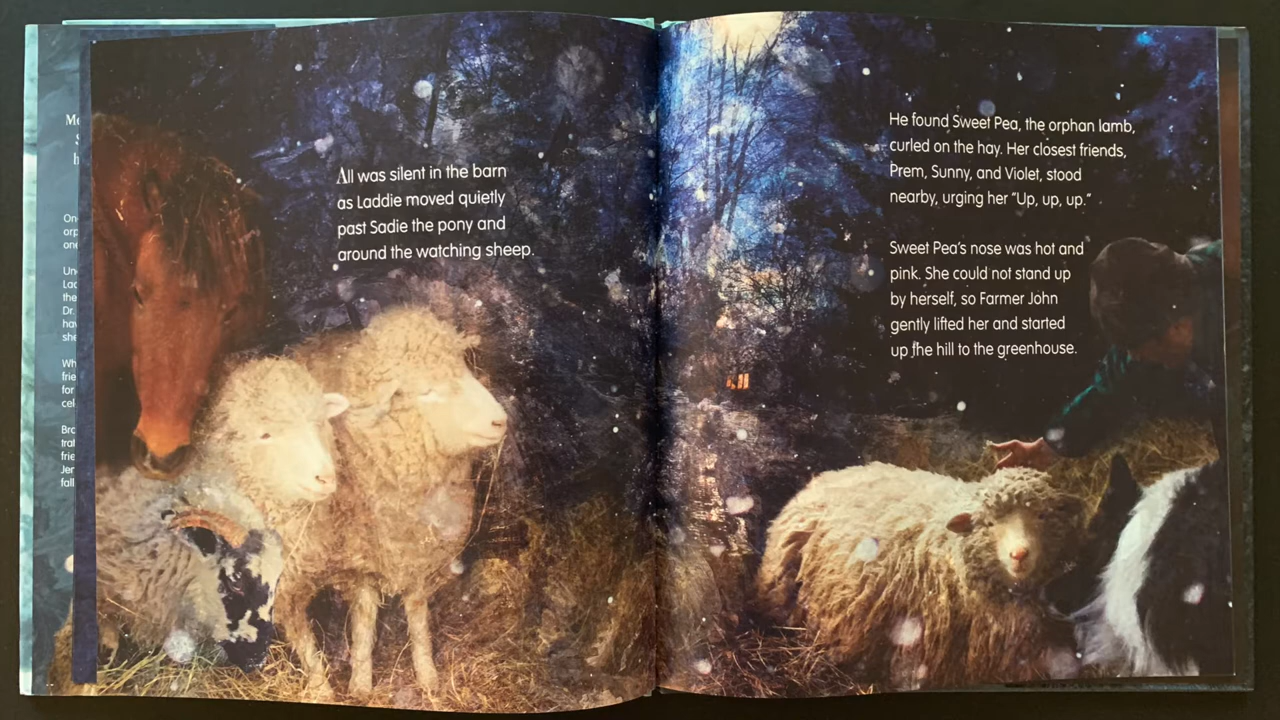 All was silent in the barn
as Laddie moved quietly
past Sadie the pony and
around the watching sheep.
He found Sweet Pea, the orphan lamb,
curled on the hay. Her closest friends,
Prem, Sunny, and Violet, stood
nearby, urging her “Up, up, up.”
Sweet Pea’s nose was hot and
pink. She could not stand up
by herself, so Farmer John
gently lifted her and started
up the hill to the greenhouse.